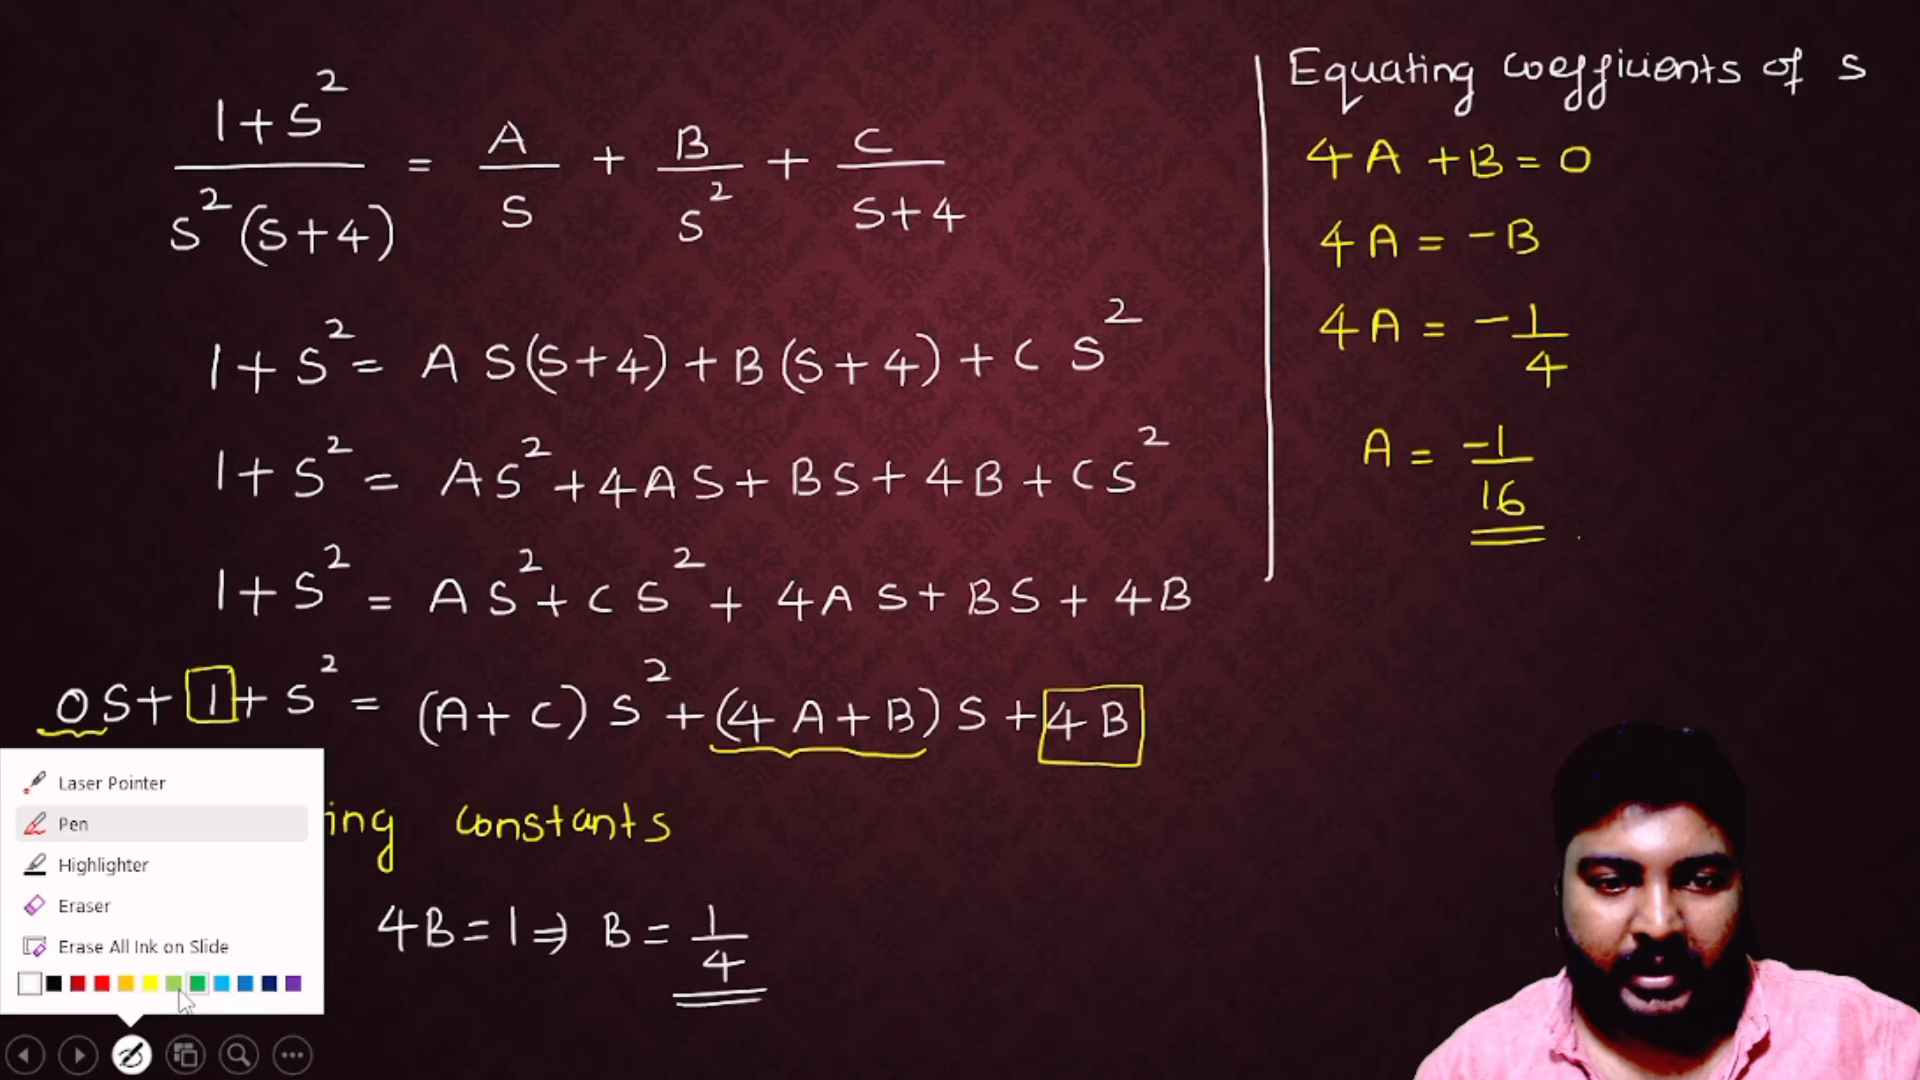 1+S²/S²(S+4) = A/S + B/S² + C/S+4
1+S² = A S(S+4) + B(S+4) + C S²
1+S² = AS² + 4AS + BS + 4B + CS²
1+S² = AS² + CS² + 4AS + BS + 4B
0S + 1 + S² = (A+C) S² + (4A+B) S + 4B
ing constants
4B = 1 ⇒ B = 1/4
Equating coefficients of s
4A + B = 0
4A = -B
4A = -1/4
A = -1/16
Laser Pointer
Pen
Highlighter
Eraser
Erase All Ink on Slide